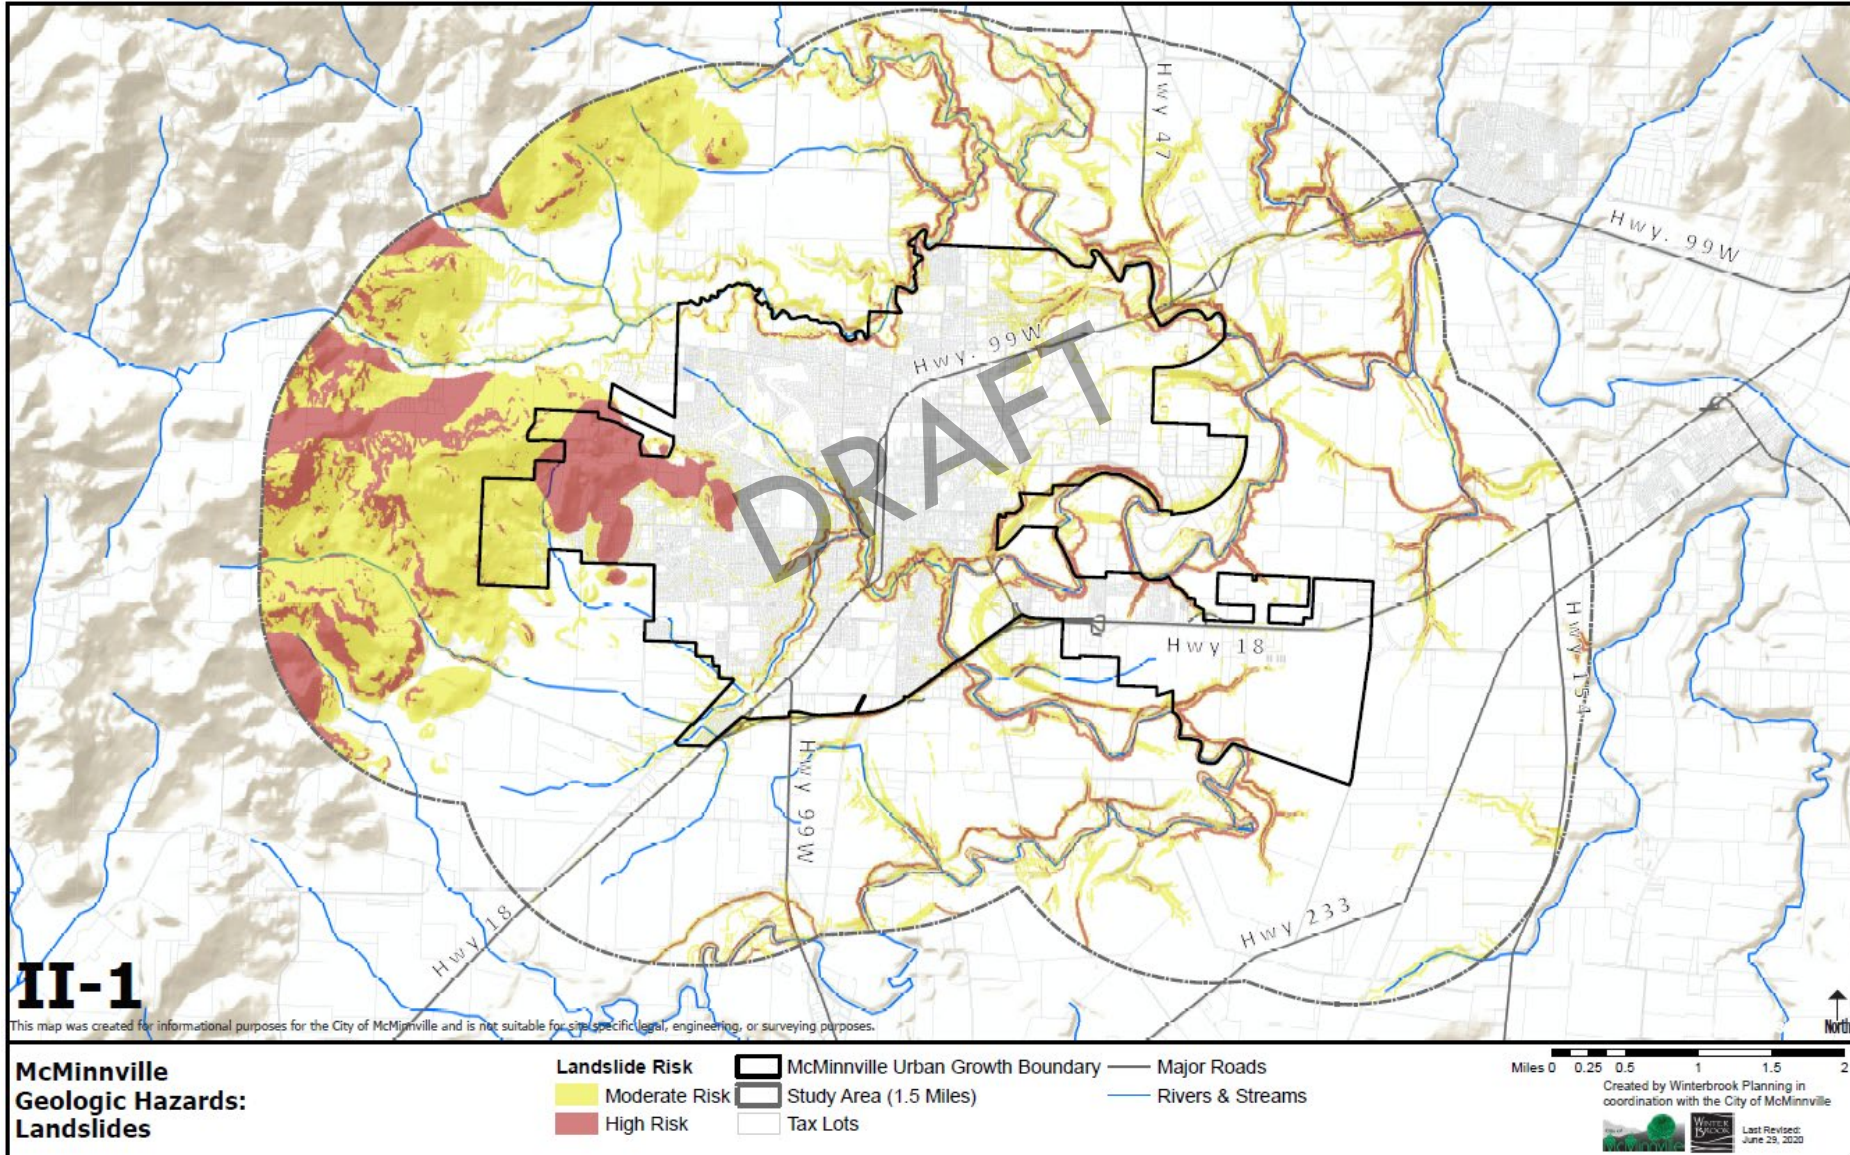 Hwy 47
Hwy. 99W
Hwy. 99W
DRAFT
Hwy 18
Hwy 154
Hwy 99W
Hwy 233
Hwy 18
II-1
This map was created for informational purposes for the City of McMinnville and is not suitable for site specific legal, engineering, or surveying purposes.
North
McMinnville
Geologic Hazards:
Landslides
Landslide Risk
Moderate Risk
High Risk
McMinnville Urban Growth Boundary
Study Area (1.5 Miles)
Tax Lots
Major Roads
Rivers & Streams
Miles 0 0.25 0.5 1 1.5 2
Created by Winterbrook Planning in
coordination with the City of McMinnville
City of
McMinnville
WINTER
BROOK
Last Revised:
June 29, 2020